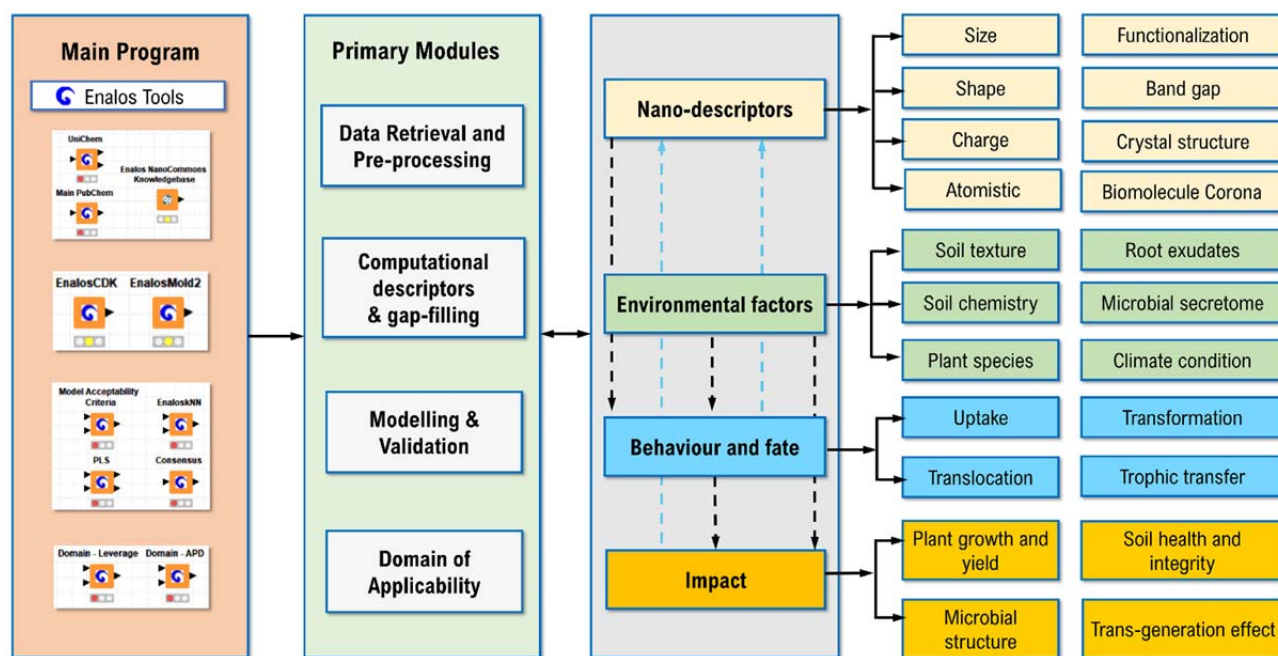 Main Program
Enalos Tools
UniChem
Enalos NanoCommons
Knowledgebase
Main PubChem
EnalosCDK
EnalosMold2
Model Acceptability
Criteria
EnaloskNN
PLS
Consensus
Domain - Leverage
Domain - APD
Primary Modules
Data Retrieval and
Pre-processing
Computational
descriptors
& gap-filling
Modelling &
Validation
Domain of
Applicability
Nano-descriptors
Environmental factors
Behaviour and fate
Impact
Size
Functionalization
Shape
Band gap
Charge
Crystal structure
Atomistic
Biomolecule Corona
Soil texture
Root exudates
Soil chemistry
Microbial secretome
Plant species
Climate condition
Uptake
Transformation
Translocation
Trophic transfer
Plant growth and
yield
Soil health and
integrity
Microbial
structure
Trans-generation effect